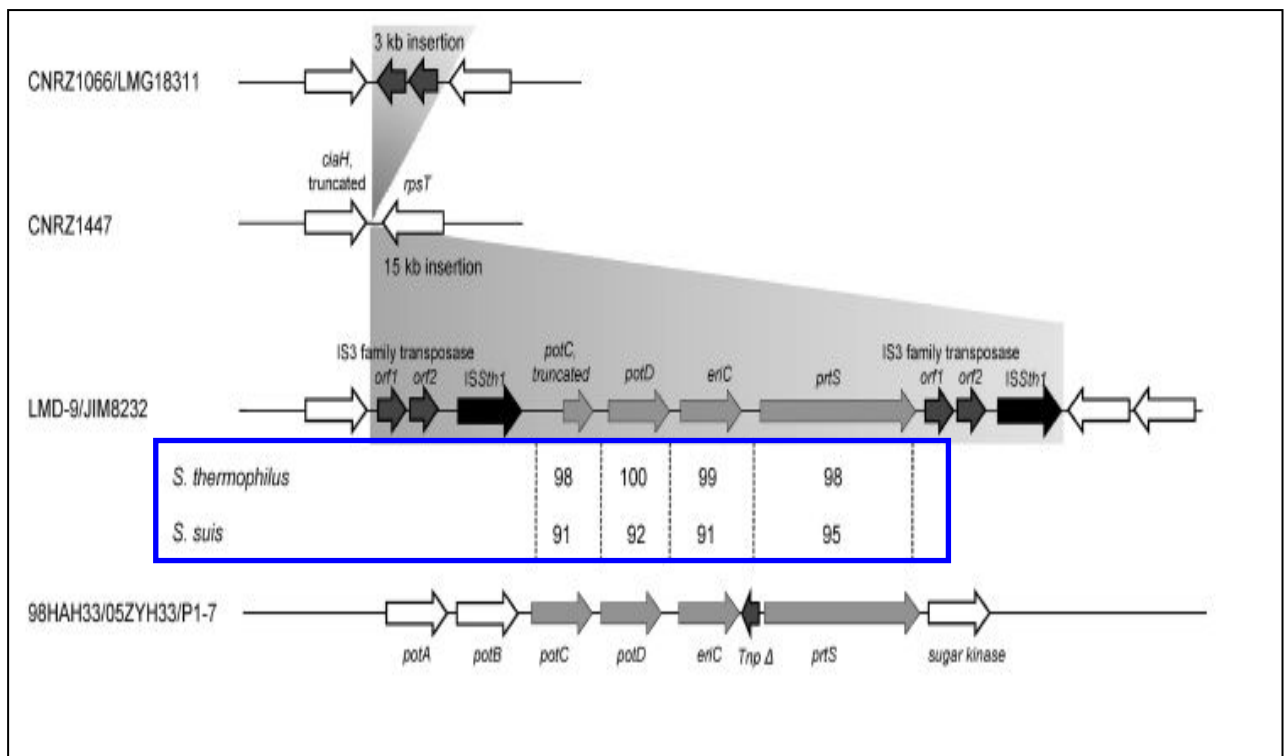 3 kb insertion
CNRZ1066/LMG18311
claH,
truncated
rpsT
CNRZ1447
15 kb insertion
IS3 family transposase
orf1 orf2 ISSth1
potC,
truncated
potD eriC prtS
IS3 family transposase
orf1 orf2 ISSth1
LMD-9/JIM8232
S. thermophilus 98 100 99 98
S. suis 91 92 91 95
98HAH33/05ZYH33/P1-7
potA potB potC potD eriC Tnp Δ prtS sugar kinase